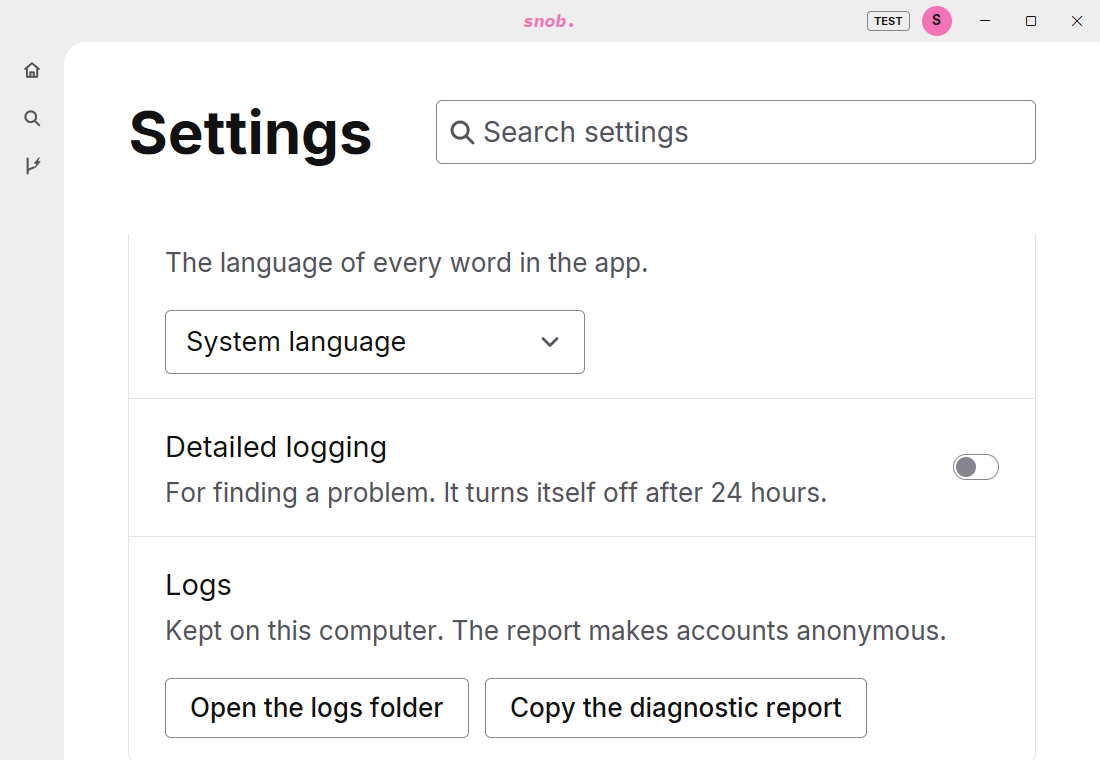 snob.
TEST
S
Settings
Search settings
The language of every word in the app.
System language
Detailed logging
For finding a problem. It turns itself off after 24 hours.
Logs
Kept on this computer. The report makes accounts anonymous.
Open the logs folder
Copy the diagnostic report